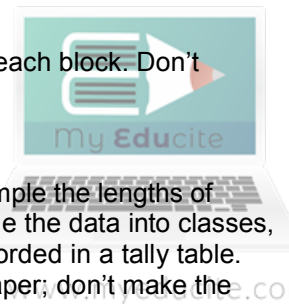 each block. Don't
My Educite
mple the lengths of
e the data into classes,
orded in a tally table.
aper; don't make the
www.myeducite.co